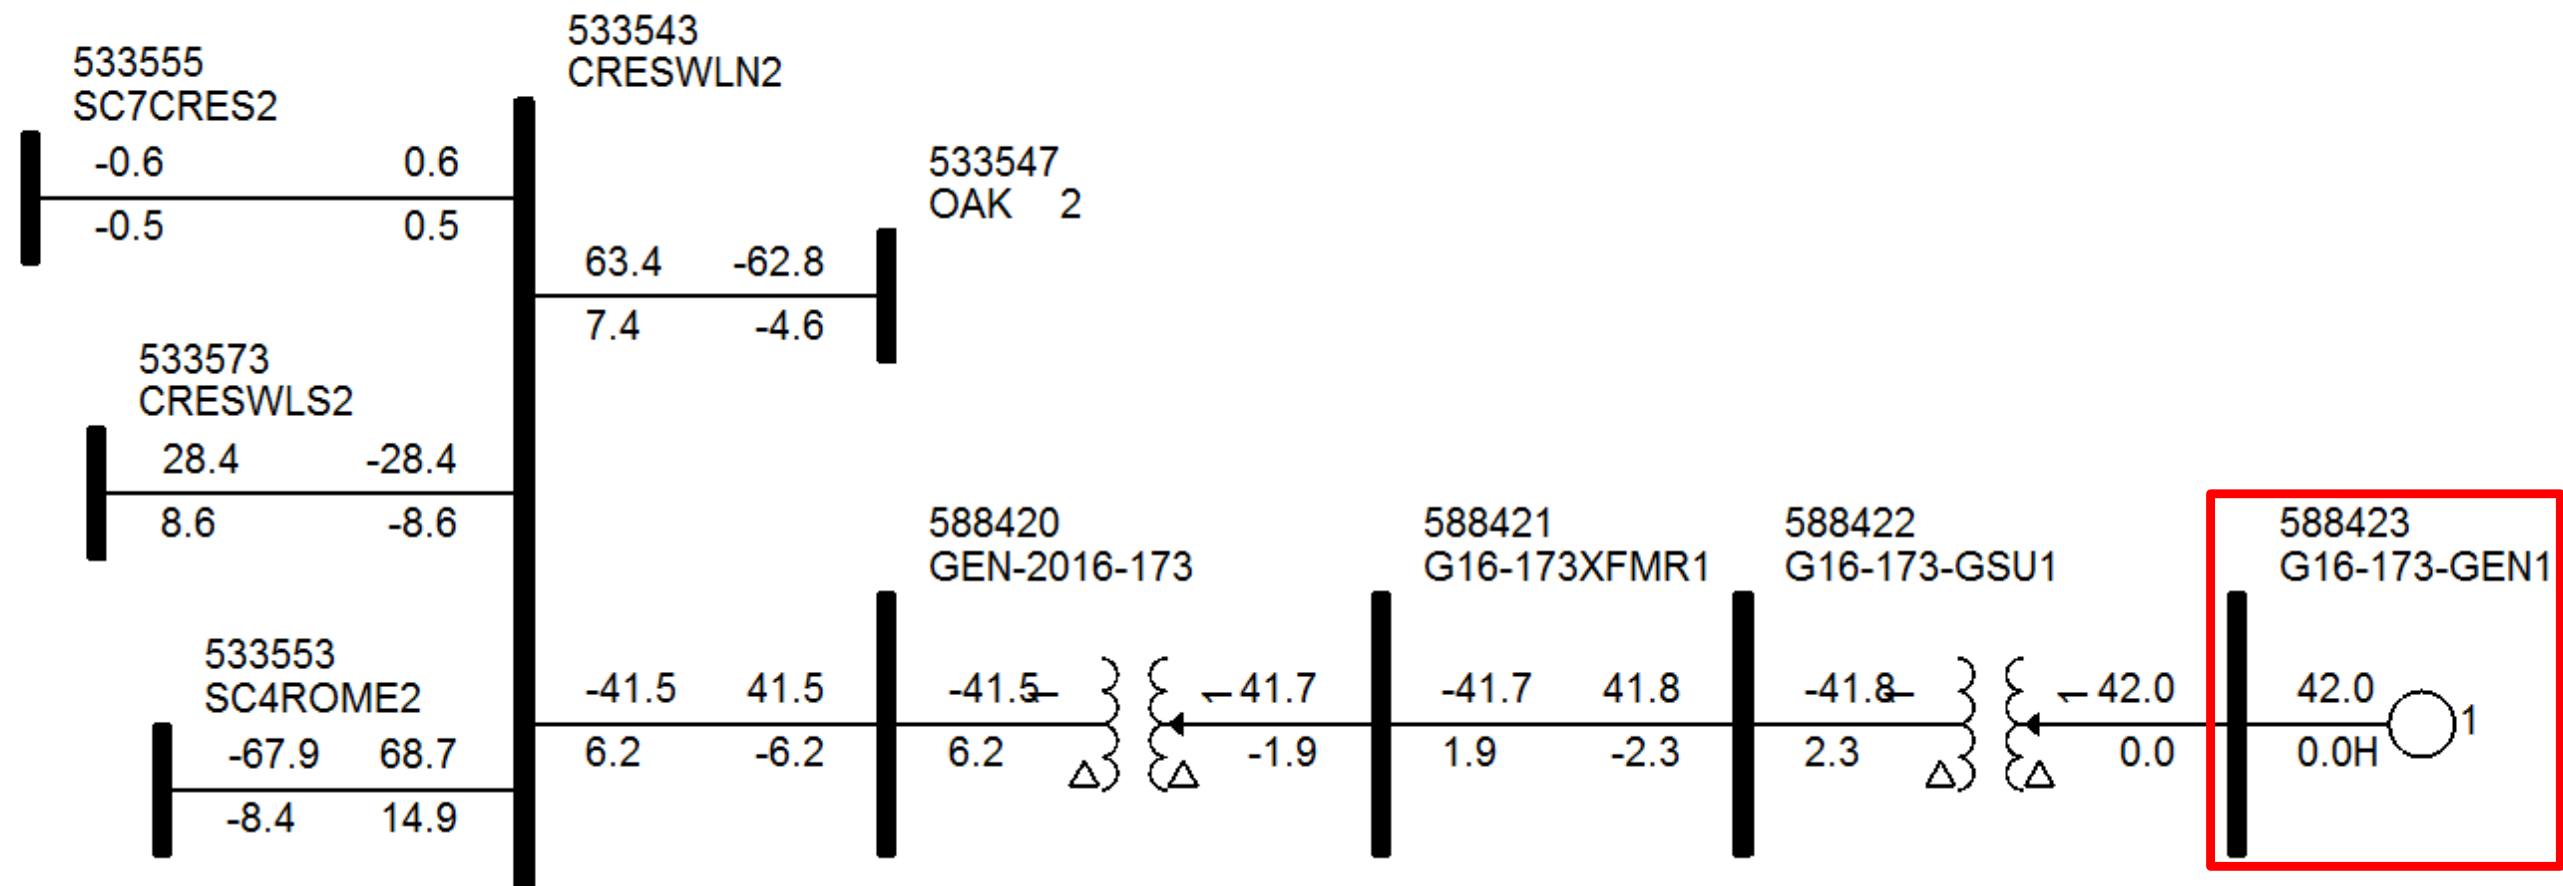 533555
SC7CRES2
-0.6 0.6
-0.5 0.5
533543
CRESWLN2
533547
OAK 2
63.4 -62.8
7.4 -4.6
533573
CRESWLS2
28.4 -28.4
8.6 -8.6
533553
SC4ROME2
-67.9 68.7
-8.4 14.9
-41.5 41.5
6.2 -6.2
588420
GEN-2016-173
-41.5 1 1 41.7
6.2 -1.9
588421
G16-173XFMR1
-41.7 41.8
1.9 -2.3
588422
G16-173-GSU1
-41.8 1 1 42.0
2.3 0.0
588423
G16-173-GEN1
42.0
0.0H
1